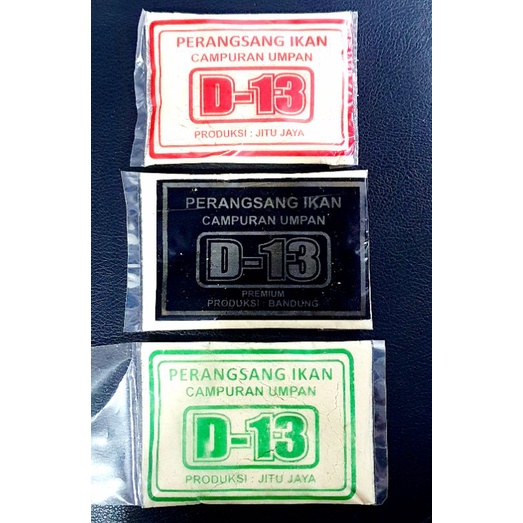 PERANGSANG IKAN
CAMPURAN UMPAN
D-13
PRODUKSI : JITU JAYA
PERANGSANG IKAN
CAMPURAN UMPAN
D-13
PREMIUM
PRODUKSI : BANDUNG
PERANGSANG IKAN
CAMPURAN UMPAN
D-13
PRODUKSI : JITU JAYA